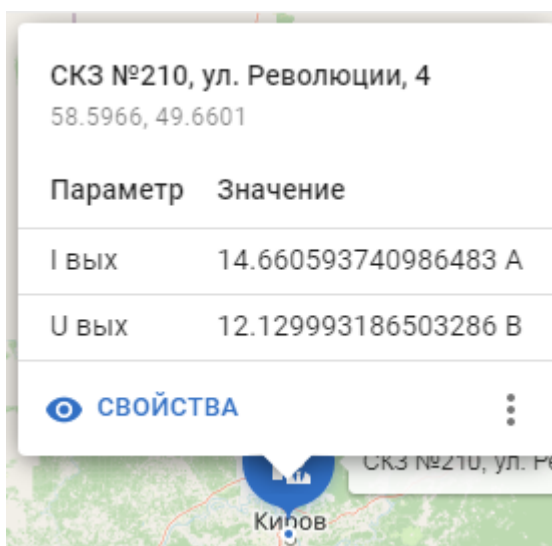 СКЗ №210, ул. Революции, 4
58.5966, 49.6601
Параметр Значение
I вых 14.660593740986483 А
U вых 12.129993186503286 В
СВОЙСТВА
СКЗ №210, ул. Ре
Киров